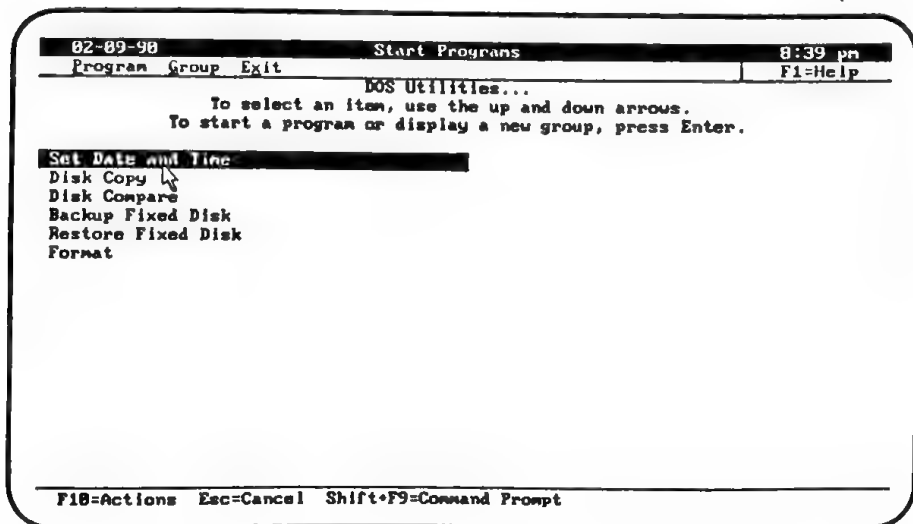 02-09-90 Start Programs 8:39 pm
Program Group Exit F1=Help
DOS Utilities...
To select an item, use the up and down arrows.
To start a program or display a new group, press Enter.
Set Date and Time
Disk Copy
Disk Compare
Backup Fixed Disk
Restore Fixed Disk
Format
F10=Actions Esc=Cancel Shift+F9=Command Prompt